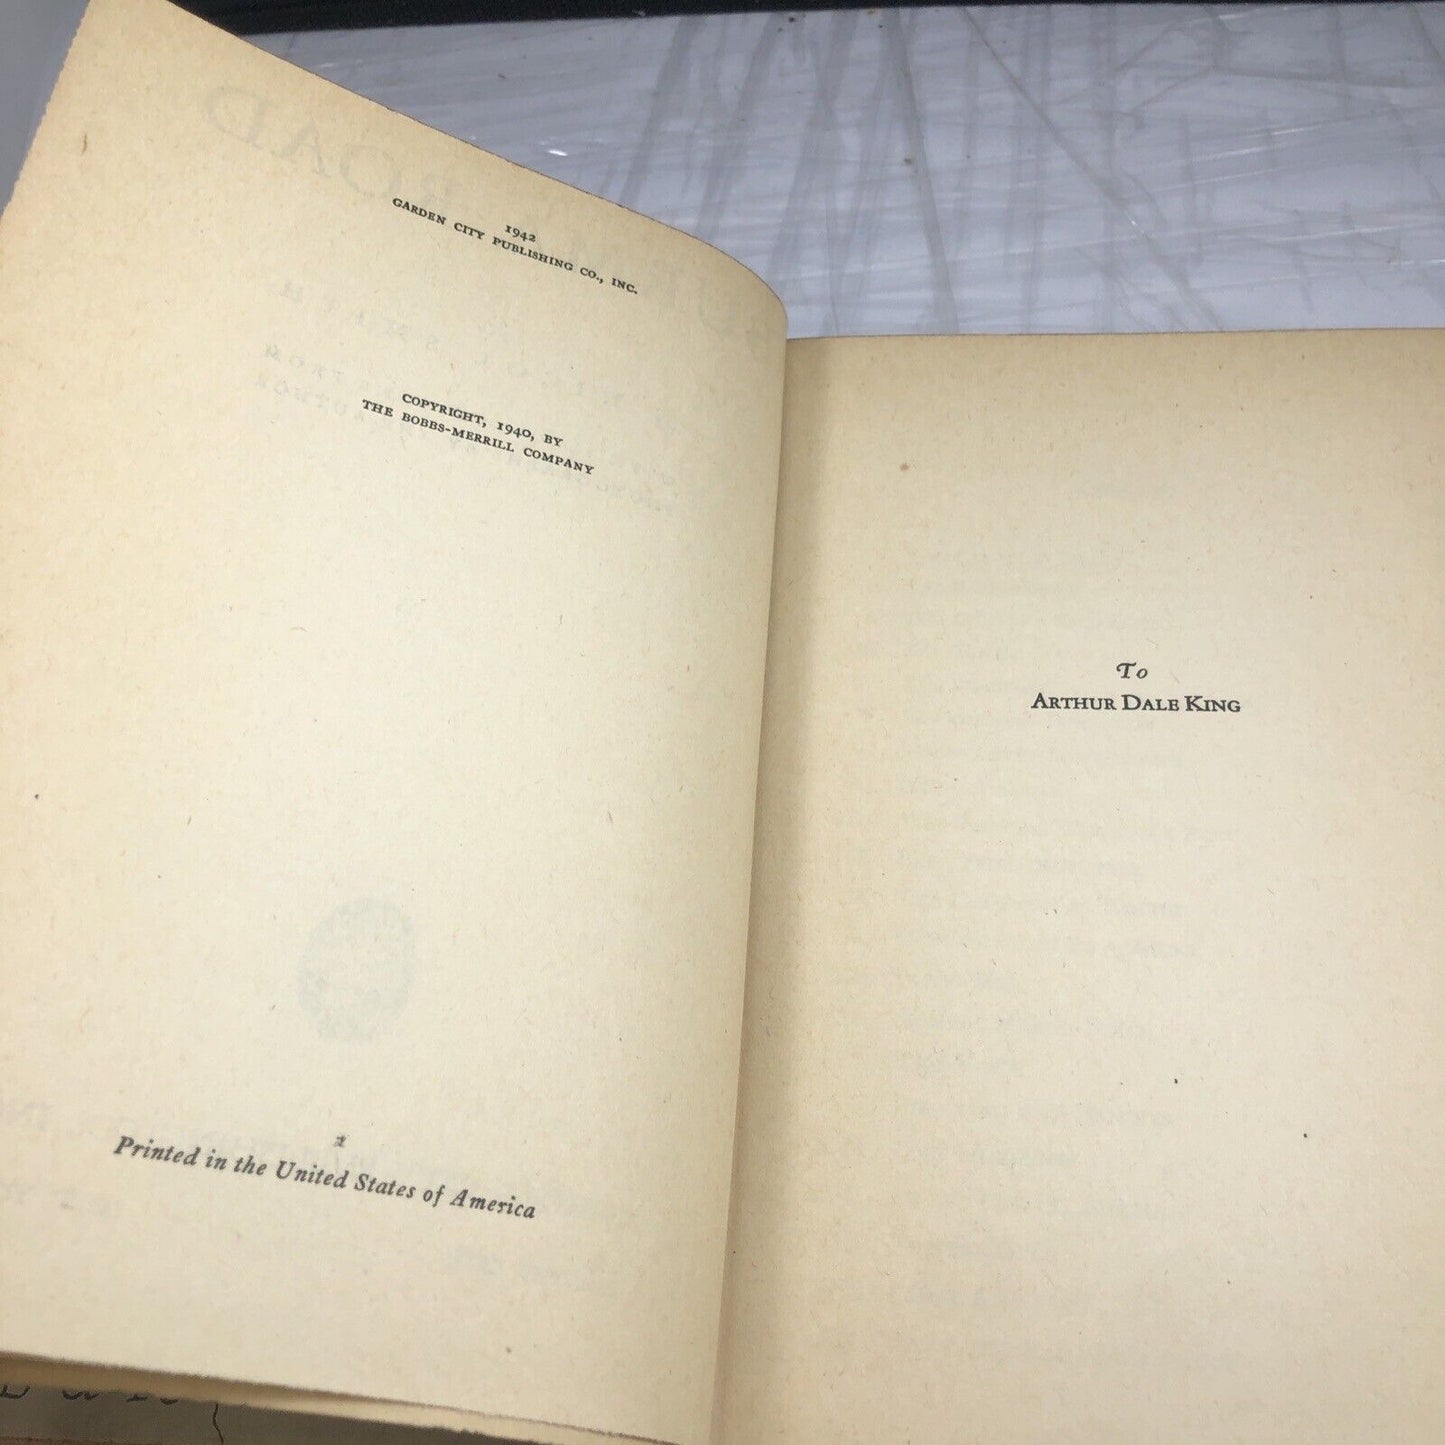 1942
GARDEN CITY PUBLISHING CO., INC.
COPYRIGHT, 1940, BY
THE BOBBS-MERRILL COMPANY
2
Printed in the United States of America
To
ARTHUR DALE KING